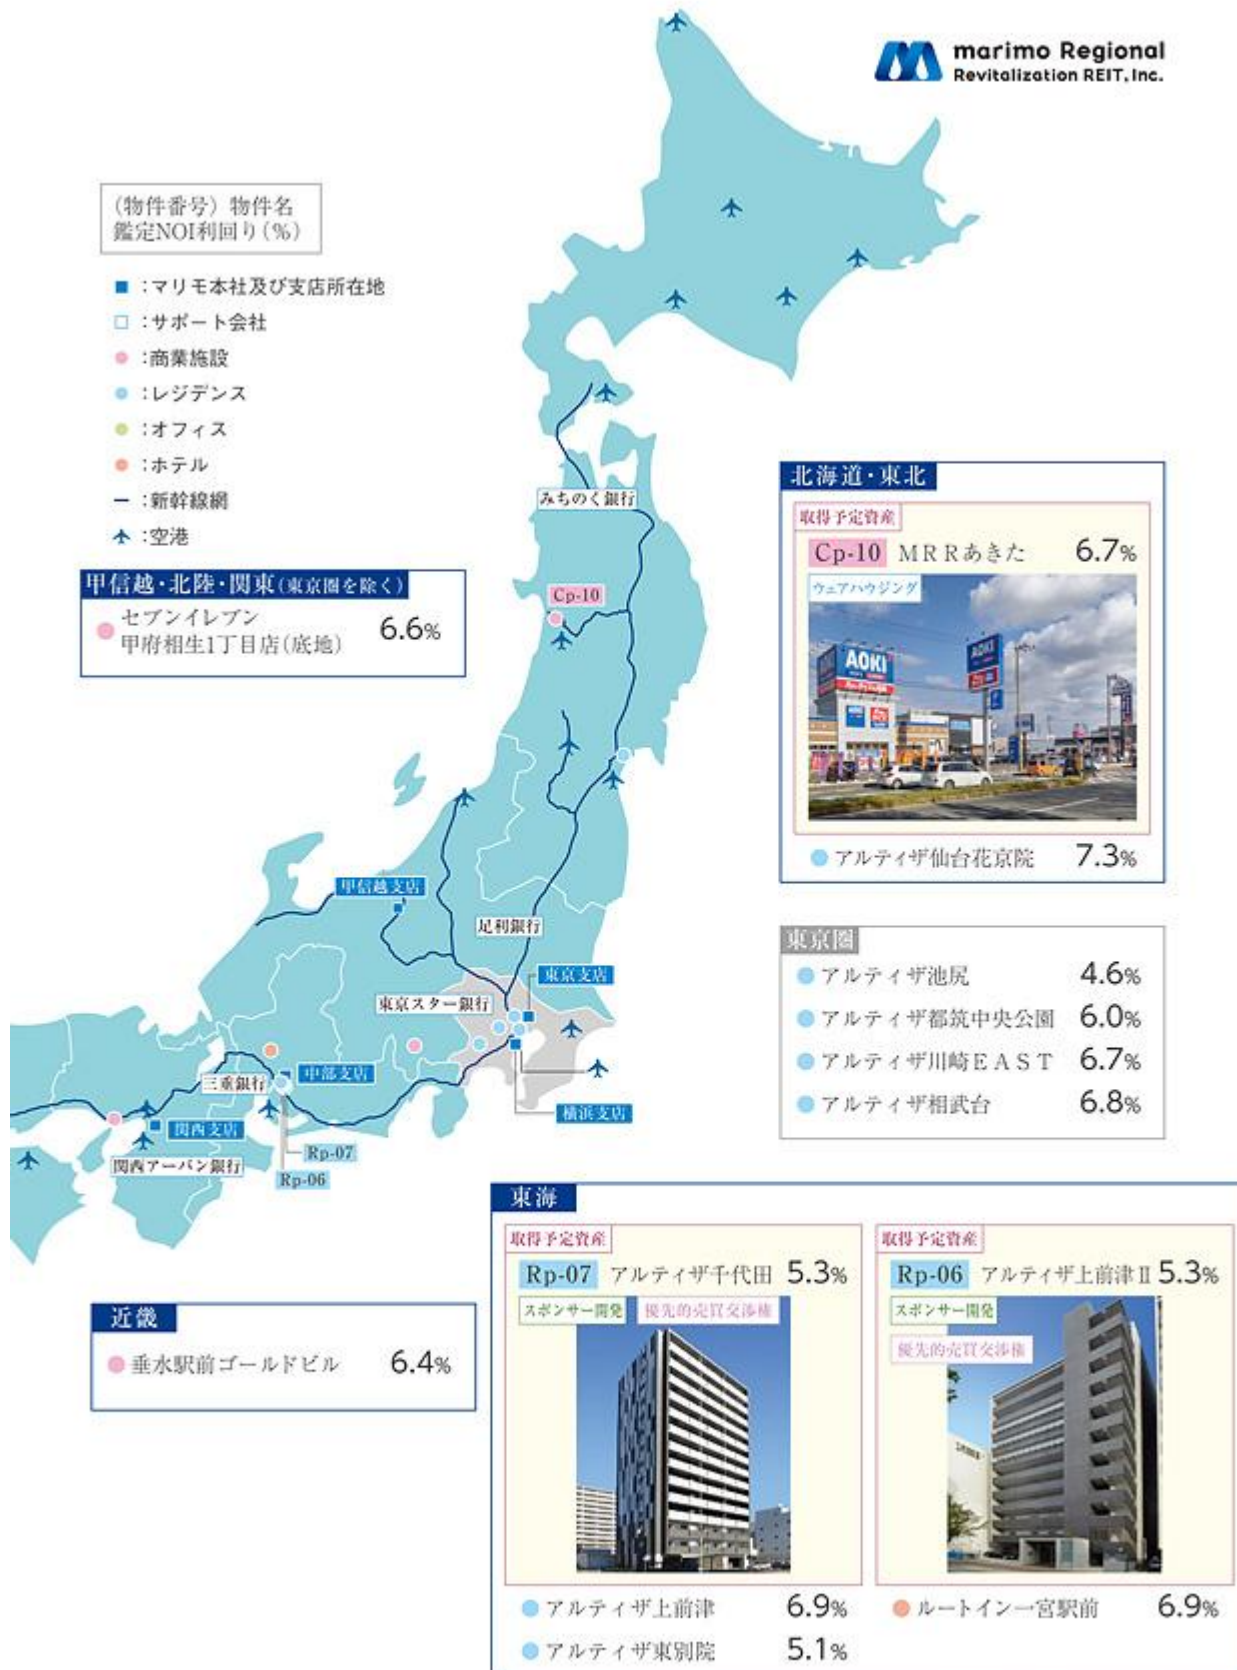 marimo Regional
Revitalization REIT, Inc.
(物件番号) 物件名
鑑定NOI利回り(%)
:マリモ本社及び支店所在地
:サポート会社
:商業施設
:レジデンス
:オフィス
:ホテル
:新幹線網
:空港
甲信越・北陸・関東(東京圏を除く)
セブンイレブン
甲府相生1丁目店(底地)
6.6%
みちのく銀行
Cp-10
甲信越支店
足利銀行
東京支店
東京スター銀行
中部支店
三重銀行
横浜支店
関西支店
関西アーバン銀行
Rp-07
Rp-06
北海道・東北
取得予定資産
Cp-10 MRRあきた 6.7%
ウェアハウジング
AOKI
AOKI
アルティザ仙台花京院 7.3%
東京圏
アルティザ池尻 4.6%
アルティザ都筑中央公園 6.0%
アルティザ川崎EAST 6.7%
アルティザ相武台 6.8%
近畿
垂水駅前ゴールドビル 6.4%
東海
取得予定資産
Rp-07 アルティザ千代田 5.3%
スポンサー開発 優先的売買交渉権
アルティザ上前津 6.9%
アルティザ東別院 5.1%
取得予定資産
Rp-06 アルティザ上前津Ⅱ 5.3%
スポンサー開発
優先的売買交渉権
ルートイン一宮駅前 6.9%